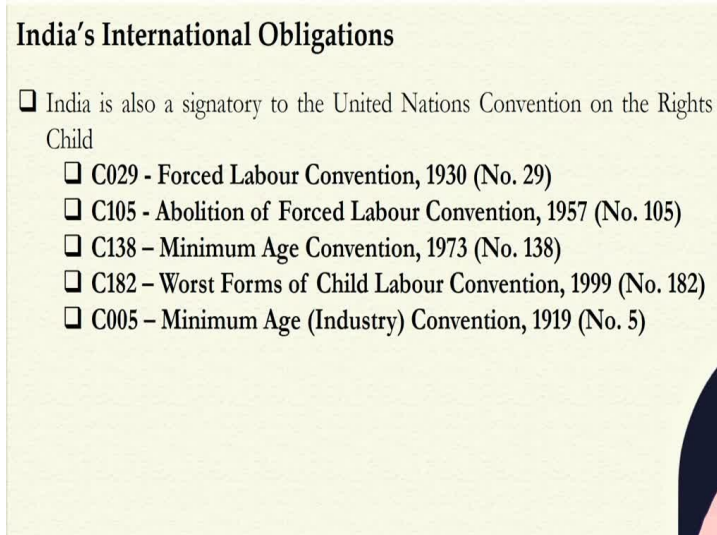 India's International Obligations
❑ India is also a signatory to the United Nations Convention on the Rights
Child
❑ C029 - Forced Labour Convention, 1930 (No. 29)
❑ C105 - Abolition of Forced Labour Convention, 1957 (No. 105)
❑ C138 – Minimum Age Convention, 1973 (No. 138)
❑ C182 – Worst Forms of Child Labour Convention, 1999 (No. 182)
❑ C005 – Minimum Age (Industry) Convention, 1919 (No. 5)